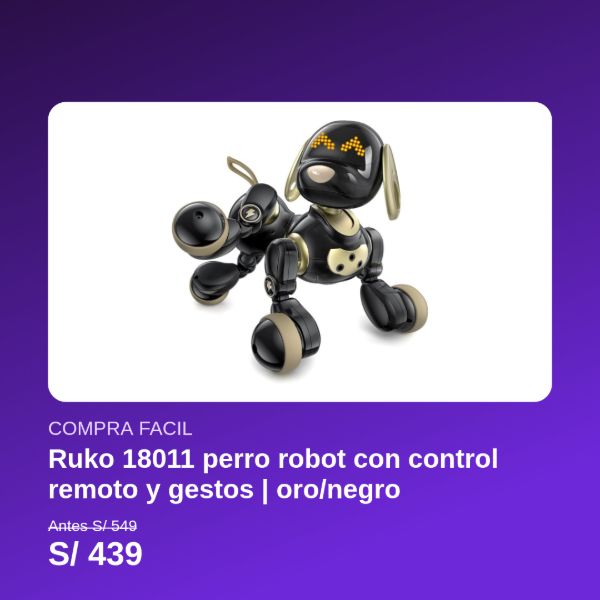 COMPRA FACIL
Ruko 18011 perro robot con control
remoto y gestos | oro/negro
Antes S/ 549
S/ 439